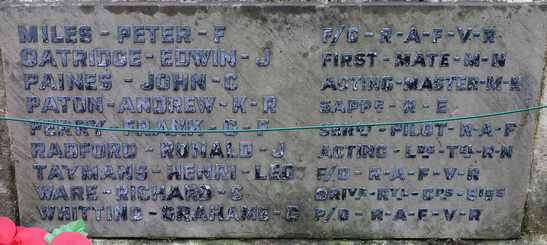 MILES - PETER - F F/O - R - A - F - V - R
OATRIDGE - EDWIN - J FIRST - MATE - M - N
PAINES - JOHN - C ACTING - MASTER - M - N
PATON - ANDREW - K - R SAPPR - R - E
PERRY - FRANK - G - F SERG - PILOT - R - A - F
RADFORD - RONALD - J ACTING - LDG - TEL - R - N
TAYMANS - HENRI - LEO F/O - R - A - F - V - R
WARE - RICHARD - DRIVR - RYL - CPS - SIGS
WHITTING - GRAHAME - P/O - R - A - F - V - R